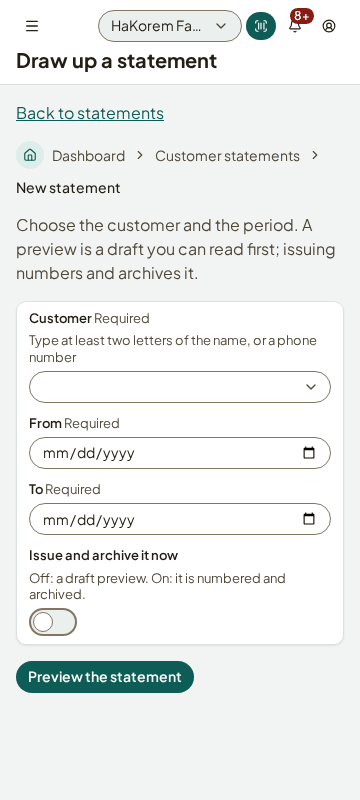 HaKorem Fa...
8+
Draw up a statement
Back to statements
Dashboard
Customer statements
New statement
Choose the customer and the period. A
preview is a draft you can read first; issuing
numbers and archives it.
Customer Required
Type at least two letters of the name, or a phone
number
From Required
mm/dd/yyyy
To Required
mm/dd/yyyy
Issue and archive it now
Off: a draft preview. On: it is numbered and
archived.
Preview the statement